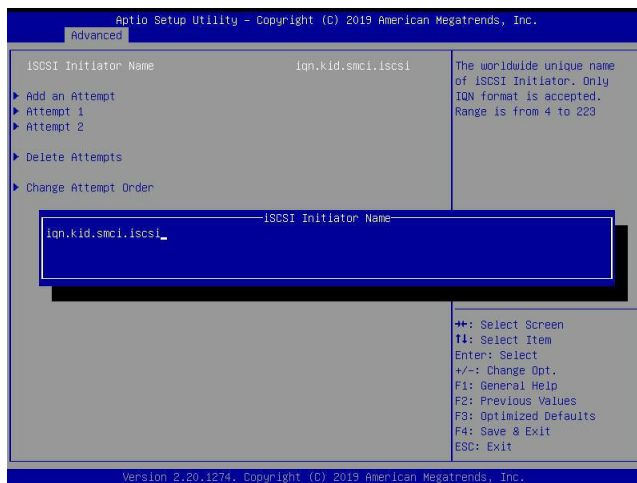 Aptio Setup Utility – Copyright (C) 2019 American Megatrends, Inc.
Advanced
iSCSI Initiator Name iqn.kid.smci.iscsi
Add an Attempt
Attempt 1
Attempt 2
Delete Attempts
Change Attempt Order
The worldwide unique name
of iSCSI Initiator. Only
IQN format is accepted.
Range is from 4 to 223
iSCSI Initiator Name
iqn.kid.smci.iscsi_
→←: Select Screen
↑↓: Select Item
Enter: Select
+/-: Change Opt.
F1: General Help
F2: Previous Values
F3: Optimized Defaults
F4: Save & Exit
ESC: Exit
Version 2.20.1274. Copyright (C) 2019 American Megatrends, Inc.